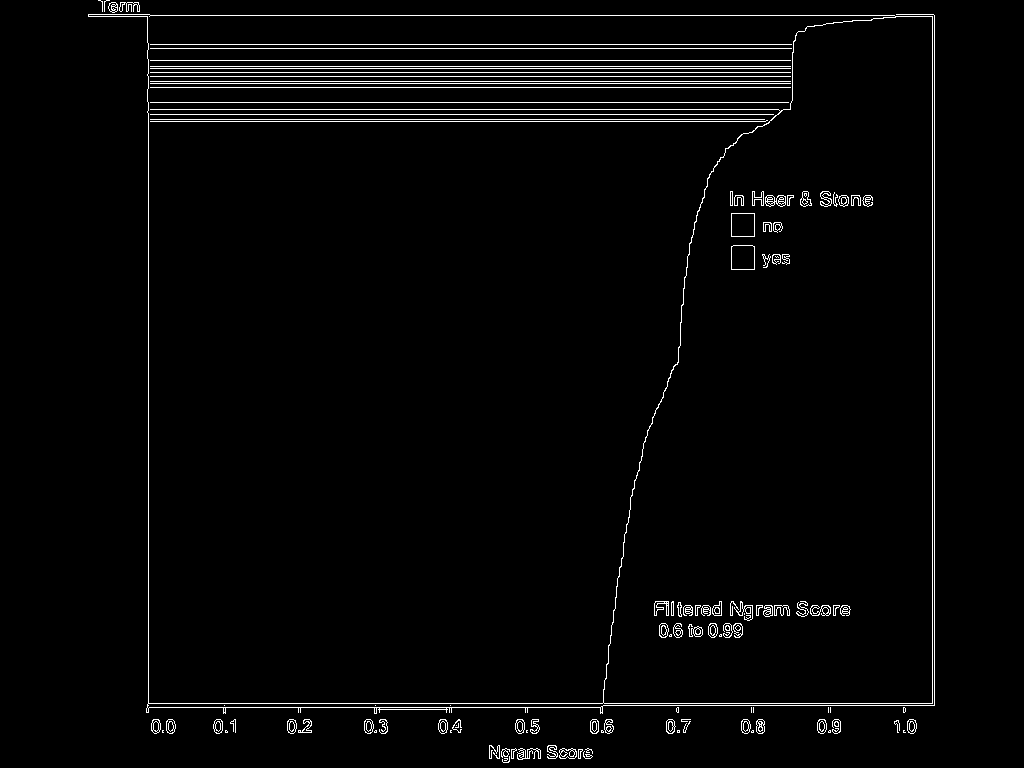 Term
In Heer & Stone
no
yes
Filtered Ngram Score
0.6 to 0.99
0.0 0.1 0.2 0.3 0.4 0.5 0.6 0.7 0.8 0.9 1.0
Ngram Score